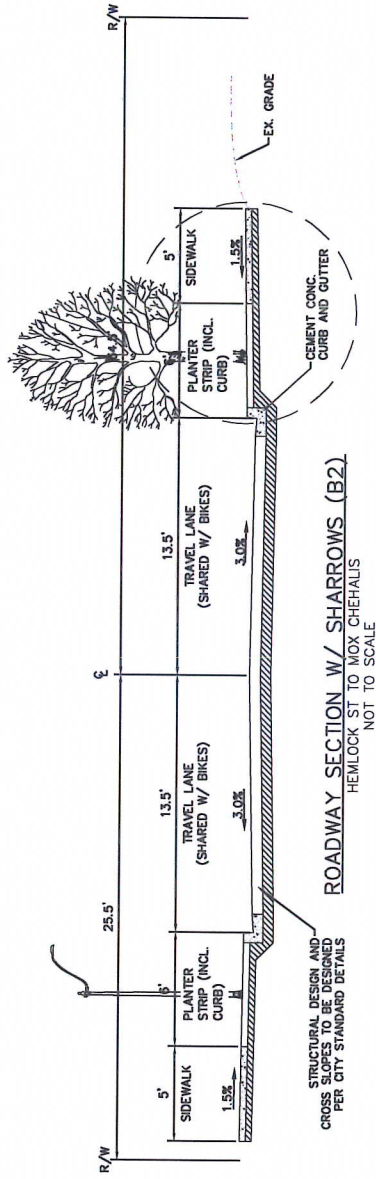 R/W
R/W
25.5'
34.5'
℄
5'
6'
13.5'
13.5'
5'
SIDEWALK
PLANTER
STRIP (INCL.
CURB)
TRAVEL LANE
(SHARED W/ BIKES)
TRAVEL LANE
(SHARED W/ BIKES)
PLANTER
STRIP (INCL.
CURB)
SIDEWALK
1.5%
3.0%
3.0%
1.5%
EX. GRADE
CEMENT CONC.
CURB AND GUTTER
STRUCTURAL DESIGN AND
CROSS SLOPES TO BE DESIGNED
PER CITY STANDARD DETAILS
ROADWAY SECTION W/ SHARROWS (B2)
HEMLOCK ST TO MOX CHEHALIS
NOT TO SCALE